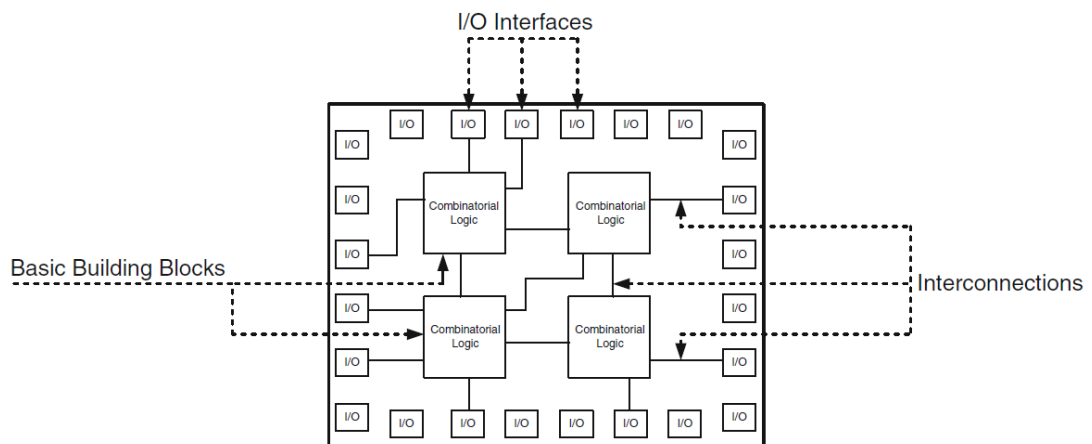 I/O Interfaces
I/O
I/O
I/O
I/O
I/O
I/O
I/O
I/O
I/O
I/O
Combinatorial
Logic
Combinatorial
Logic
I/O
I/O
Basic Building Blocks
Interconnections
I/O
I/O
Combinatorial
Logic
Combinatorial
Logic
I/O
I/O
I/O
I/O
I/O
I/O
I/O
I/O
I/O
I/O